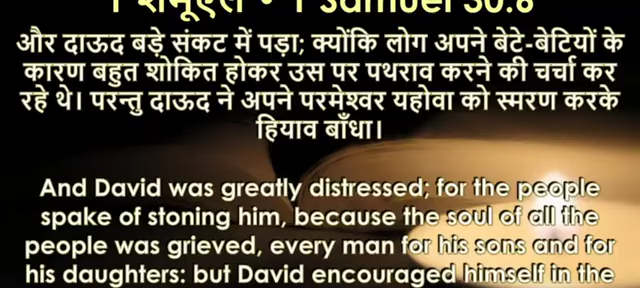 1 शमूएल • 1 Samuel 30:6
और दाऊद बड़े संकट में पड़ा; क्योंकि लोग अपने बेटे-बेटियों के
कारण बहुत शोकित होकर उस पर पथराव करने की चर्चा कर
रहे थे। परन्तु दाऊद ने अपने परमेश्वर यहोवा को स्मरण करके
हियाव बाँधा।
And David was greatly distressed; for the people
spoke of stoning him, because the soul of all the
people was grieved, every man for his sons and for
his daughters: but David encouraged himself in the